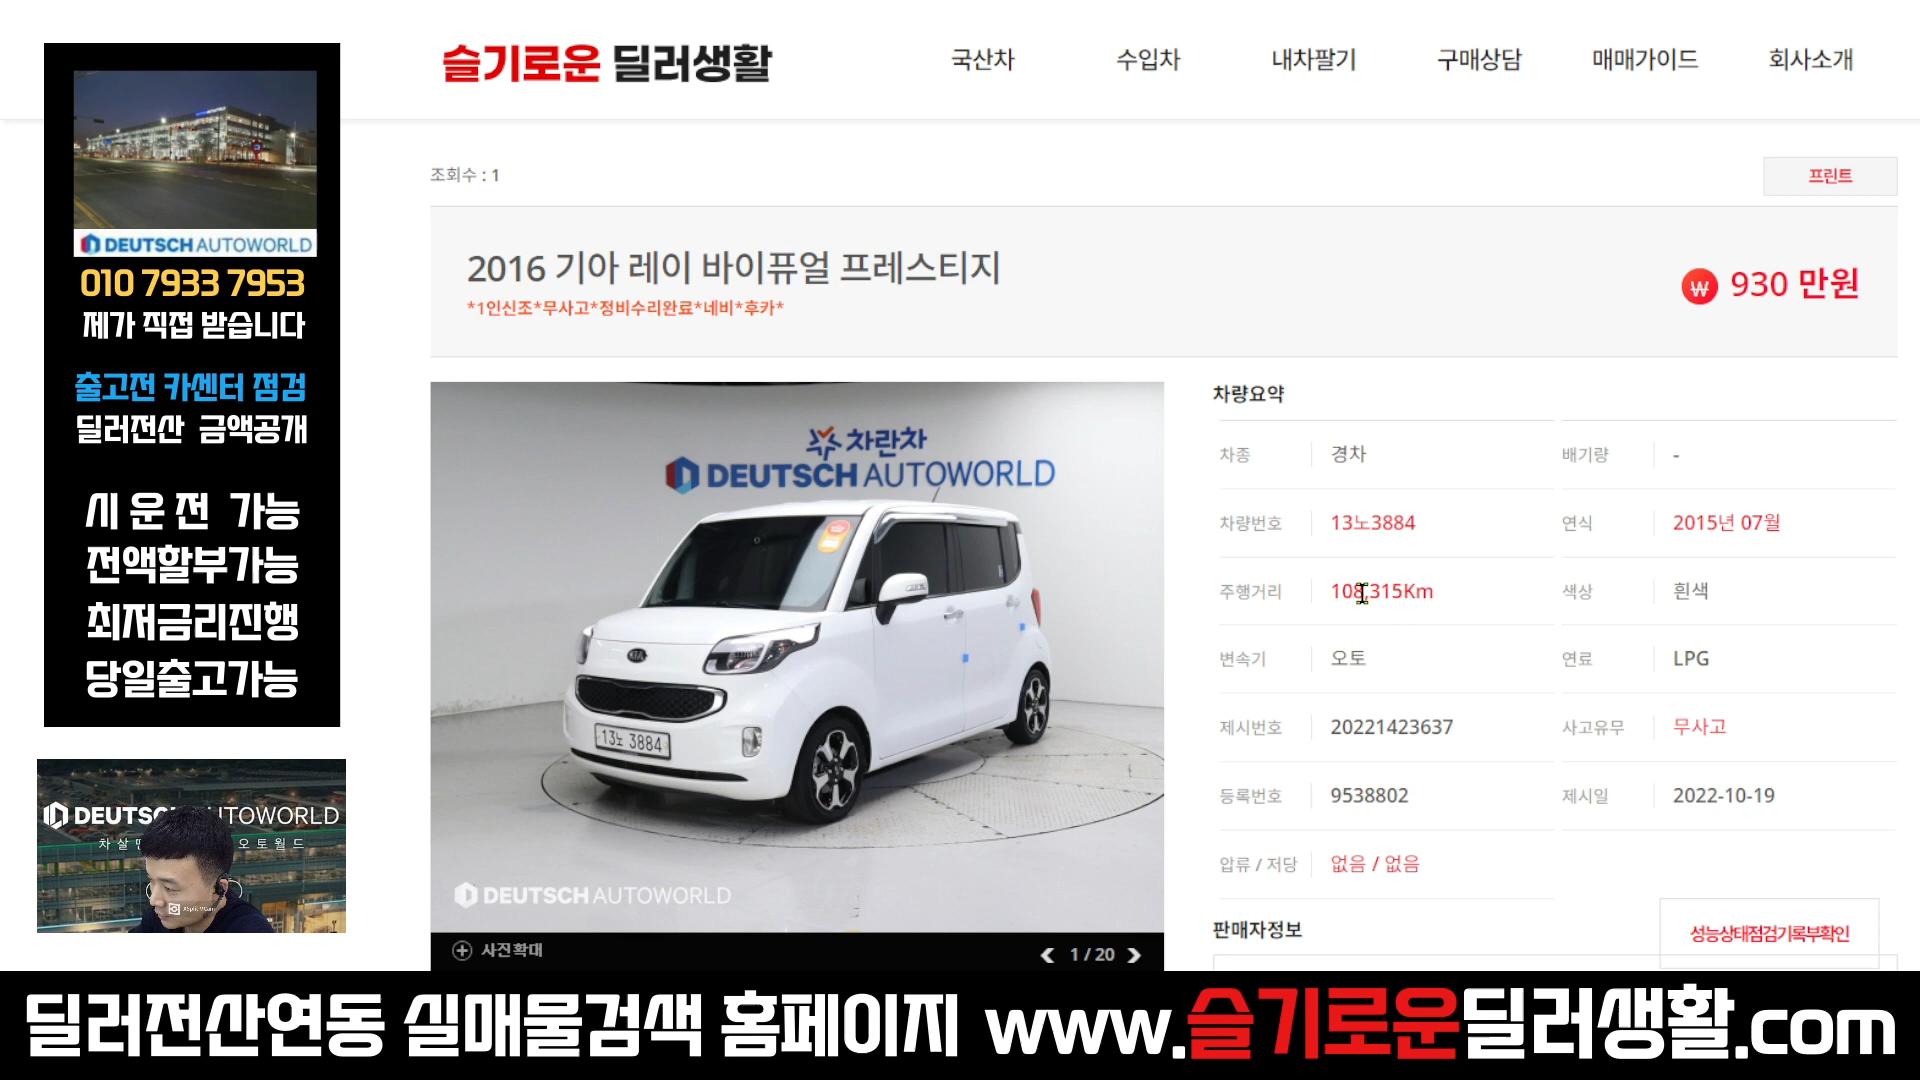 슬기로운 딜러생활
국산차
수입차
내차팔기
구매상담
매매가이드
회사소개
DEUTSCH AUTOWORLD
010 7933 7953
제가 직접 받습니다
출고전 카센터 점검
딜러전산 금액공개
시운전 가능
전액할부가능
최저금리진행
당일출고가능
조회수 : 1
프린트
2016 기아 레이 바이퓨얼 프레스티지
*1인신조*무사고*정비수리완료*네비*후카*
₩ 930 만원
차란차
DEUTSCH AUTOWORLD
KIA
13노 3884
DEUTSCH AUTOWORLD
사진확대
1 / 20
차량요약
차종 경차
배기량 -
차량번호 13노3884
연식 2015년 07월
주행거리 108,315Km
색상 흰색
변속기 오토
연료 LPG
제시번호 20221423637
사고유무 무사고
등록번호 9538802
제시일 2022-10-19
압류 / 저당 없음 / 없음
판매자정보
성능상태점검기록부확인
XSplit VCam
딜러전산연동 실매물검색 홈페이지 www.슬기로운딜러생활.com